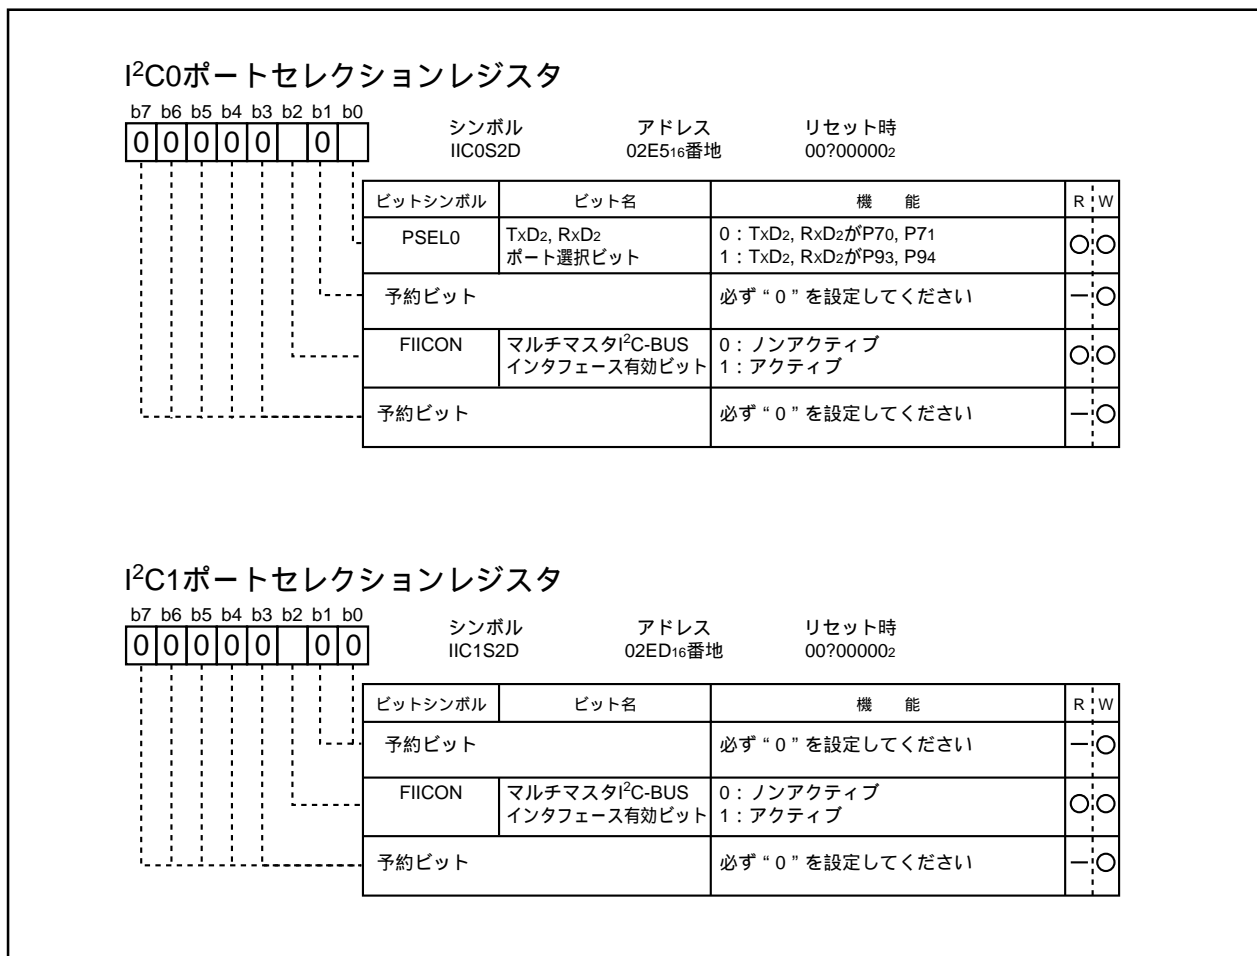 I²C0ポートセレクションレジスタ
b7 b6 b5 b4 b3 b2 b1 b0
0 0 0 0 0 0
シンボル アドレス リセット時
IIC0S2D 02E516番地 00?000002
ビットシンボル ビット名 機 能 R W
PSEL0 TXD2, RXD2 0：TXD2, RXD2がP70, P71 ○ ○
ポート選択ビット 1：TXD2, RXD2がP93, P94
予約ビット 必ず“0”を設定してください － ○
FIICON マルチマスタI²C-BUS 0：ノンアクティブ ○ ○
インタフェース有効ビット 1：アクティブ
予約ビット 必ず“0”を設定してください － ○
I²C1ポートセレクションレジスタ
b7 b6 b5 b4 b3 b2 b1 b0
0 0 0 0 0 0 0
シンボル アドレス リセット時
IIC1S2D 02ED16番地 00?000002
ビットシンボル ビット名 機 能 R W
予約ビット 必ず“0”を設定してください － ○
FIICON マルチマスタI²C-BUS 0：ノンアクティブ ○ ○
インタフェース有効ビット 1：アクティブ
予約ビット 必ず“0”を設定してください － ○